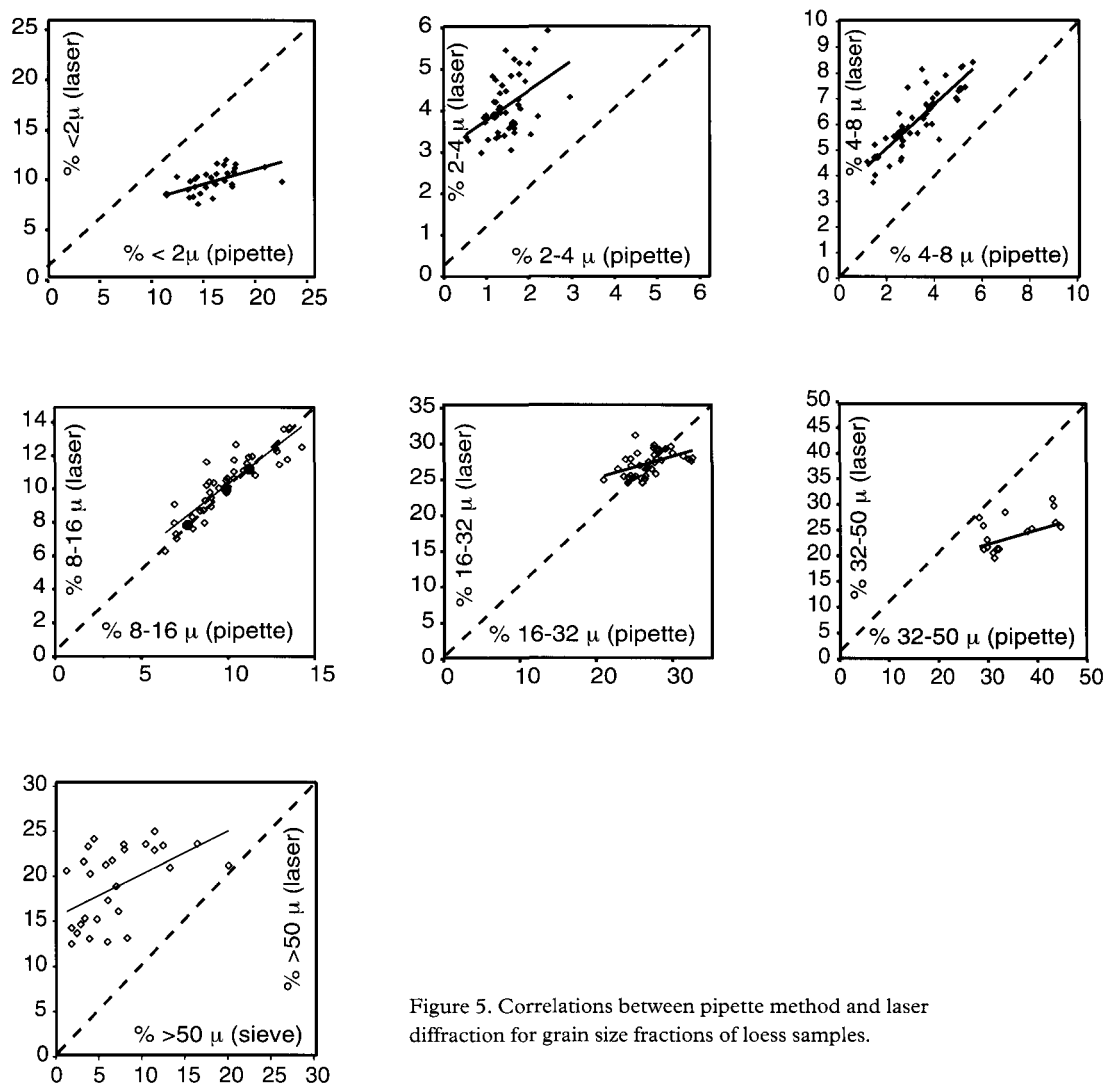 25
20
15
10
5
0
% <2μ (laser)
% < 2μ (pipette)
0 5 10 15 20 25
6
5
4
3
2
1
0
% 2-4 μ (laser)
% 2-4 μ (pipette)
0 1 2 3 4 5 6
10
9
8
7
6
5
4
3
2
1
0
% 4-8 μ (laser)
% 4-8 μ (pipette)
0 2 4 6 8 10
14
12
10
8
6
4
2
0
% 8-16 μ (laser)
% 8-16 μ (pipette)
0 5 10 15
35
30
25
20
15
10
5
0
% 16-32 μ (laser)
% 16-32 μ (pipette)
0 10 20 30
50
45
40
35
30
25
20
15
10
5
0
% 32-50 μ (laser)
% 32-50 μ (pipette)
0 10 20 30 40 50
30
25
20
15
10
5
0
% >50 μ (laser)
% >50 μ (sieve)
0 5 10 15 20 25 30
Figure 5. Correlations between pipette method and laser
diffraction for grain size fractions of loess samples.